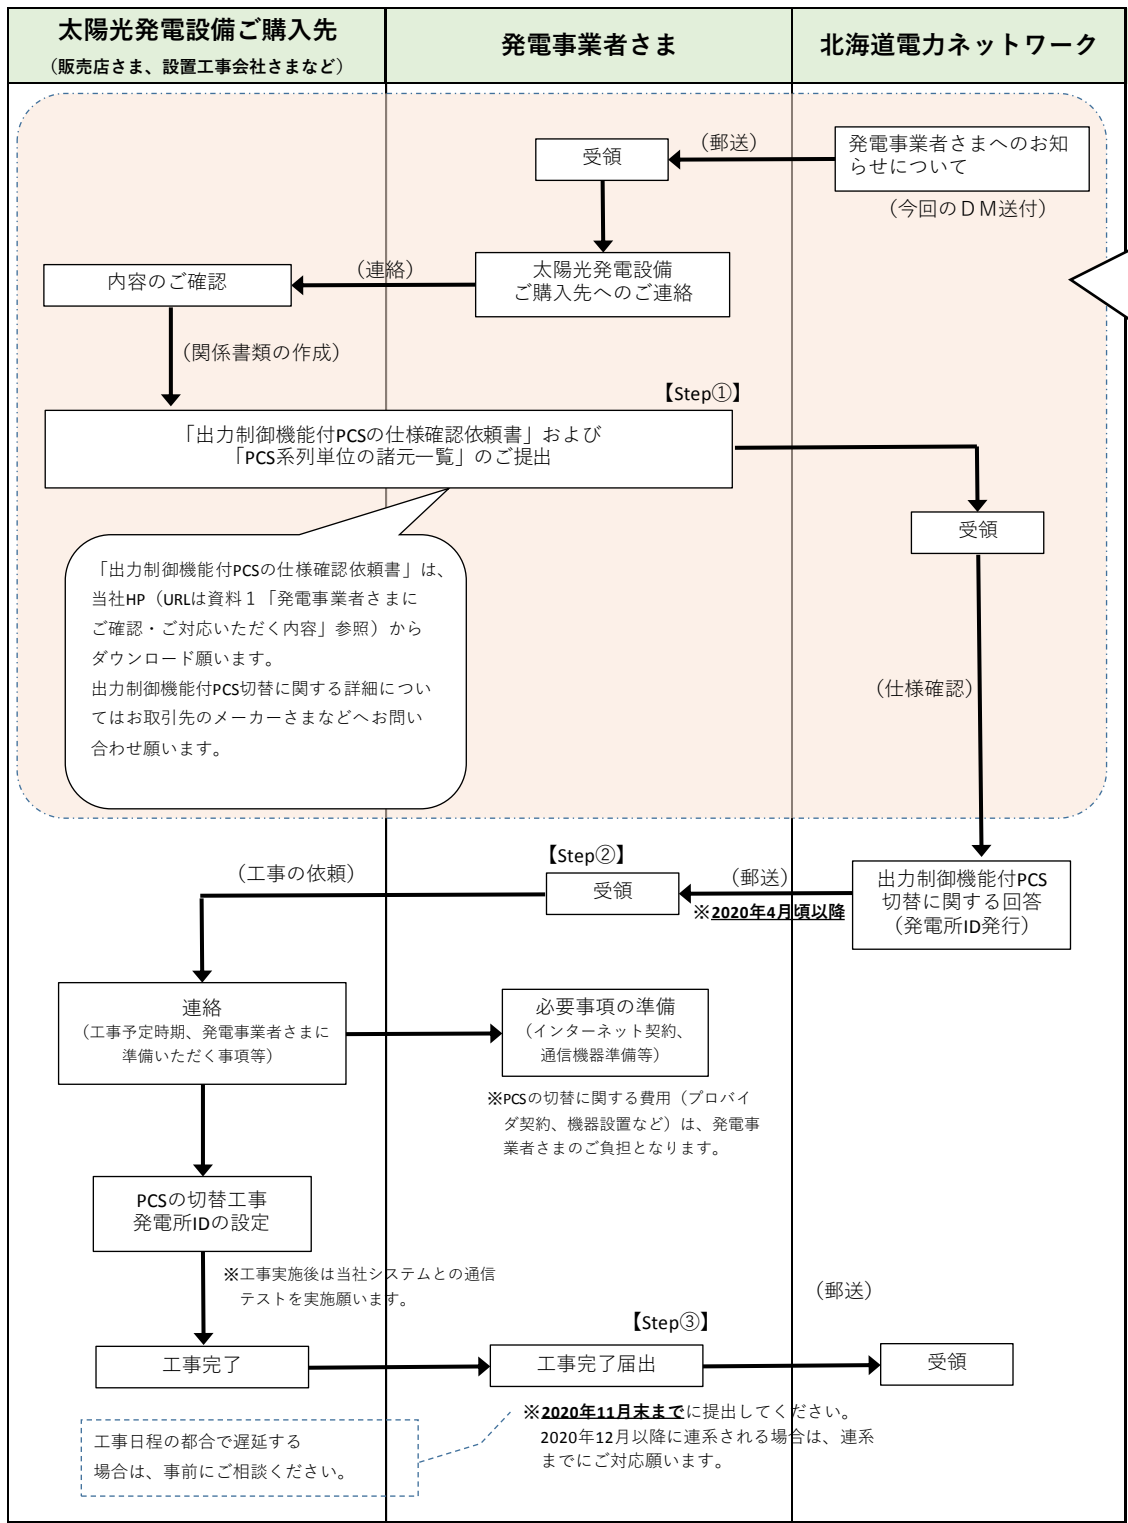 太陽光発電設備ご購入先
（販売店さま、設置工事会社さまなど）
発電事業者さま
北海道電力ネットワーク
発電事業者さまへのお知
らせについて
（郵送）
受領
（今回のＤＭ送付）
太陽光発電設備
ご購入先へのご連絡
（連絡）
内容のご確認
（関係書類の作成）
【Step①】
「出力制御機能付PCSの仕様確認依頼書」および
「PCS系列単位の諸元一覧」のご提出
受領
「出力制御機能付PCSの仕様確認依頼書」は、
当社HP（URLは資料１「発電事業者さまに
ご確認・ご対応いただく内容」参照）から
ダウンロード願います。
出力制御機能付PCS切替に関する詳細につい
てはお取引先のメーカーさまなどへお問い
合わせ願います。
（仕様確認）
出力制御機能付PCS
切替に関する回答
（発電所ID発行）
（郵送）
※2020年4月頃以降
【Step②】
受領
（工事の依頼）
連絡
（工事予定時期、発電事業者さまに
準備いただく事項等）
必要事項の準備
（インターネット契約、
通信機器準備等）
※PCSの切替に関する費用（プロバイ
ダ契約、機器設置など）は、発電事
業者さまのご負担となります。
PCSの切替工事
発電所IDの設定
※工事実施後は当社システムとの通信
テストを実施願います。
（郵送）
【Step③】
工事完了
工事完了届出
受領
※2020年11月末までに提出してください。
2020年12月以降に連系される場合は、連系
までにご対応願います。
工事日程の都合で遅延する
場合は、事前にご相談ください。